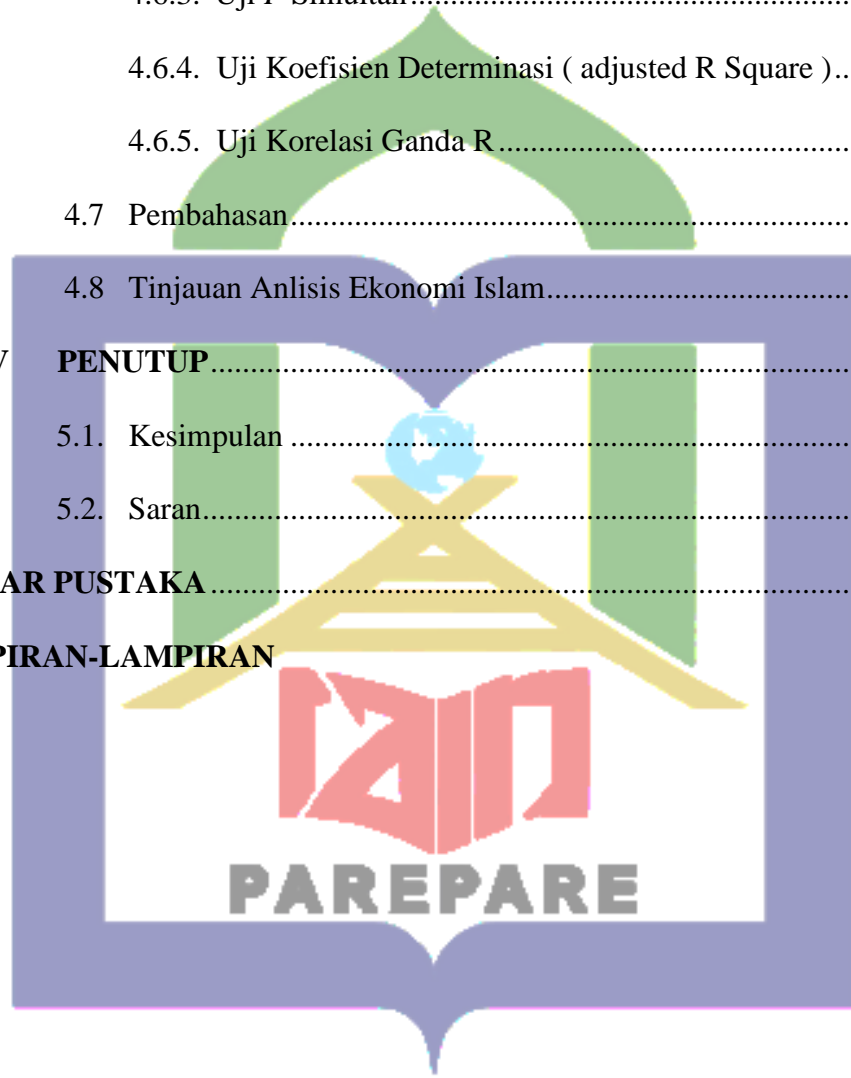 4.6.4. Uji Koefisien Determinasi ( adjusted R Square )...
4.6.5. Uji Korelasi Ganda R...
4.7 Pembahasan...
4.8 Tinjauan Anlisis Ekonomi Islam...
PENUTUP...
5.1. Kesimpulan...
5.2. Saran...
AR PUSTAKA...
PIRAN-LAMPIRAN
IAIN
PAREPARE